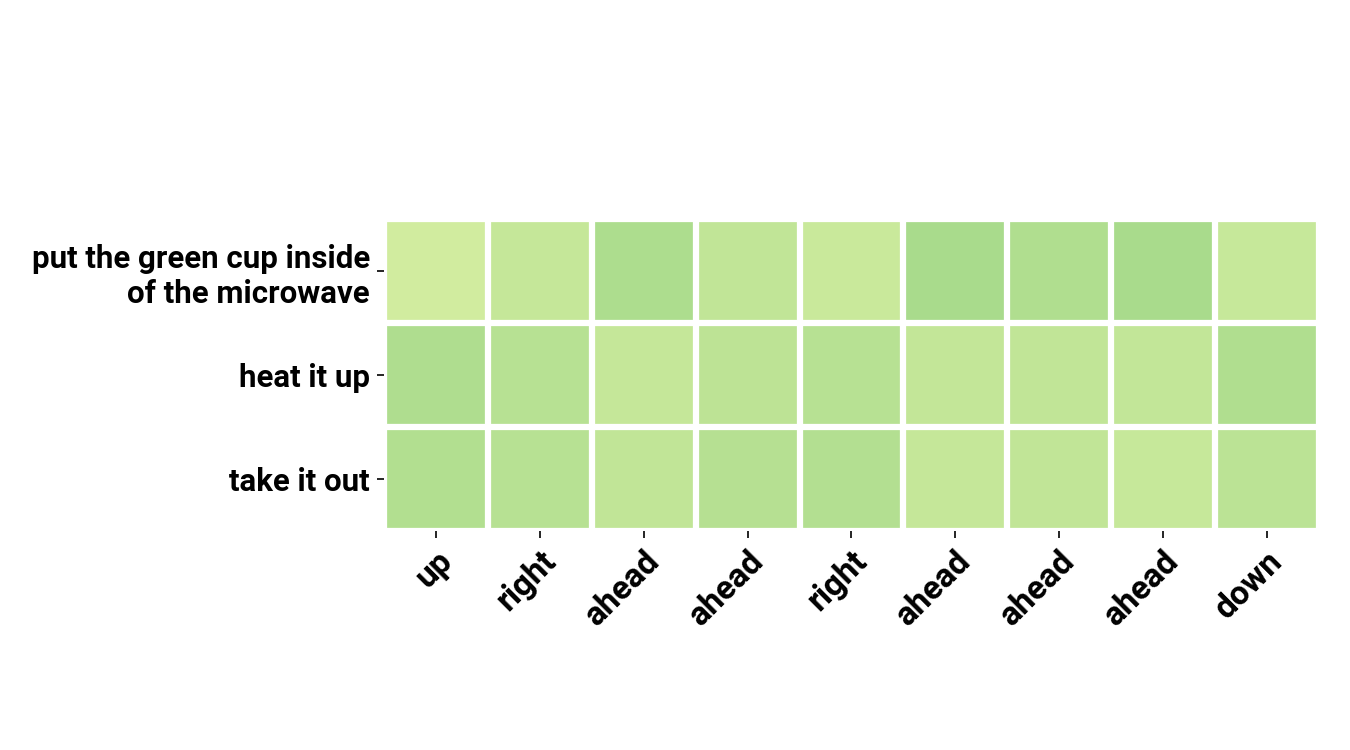 put the green cup inside
of the microwave
heat it up
take it out
up
right
ahead
ahead
right
ahead
ahead
ahead
down